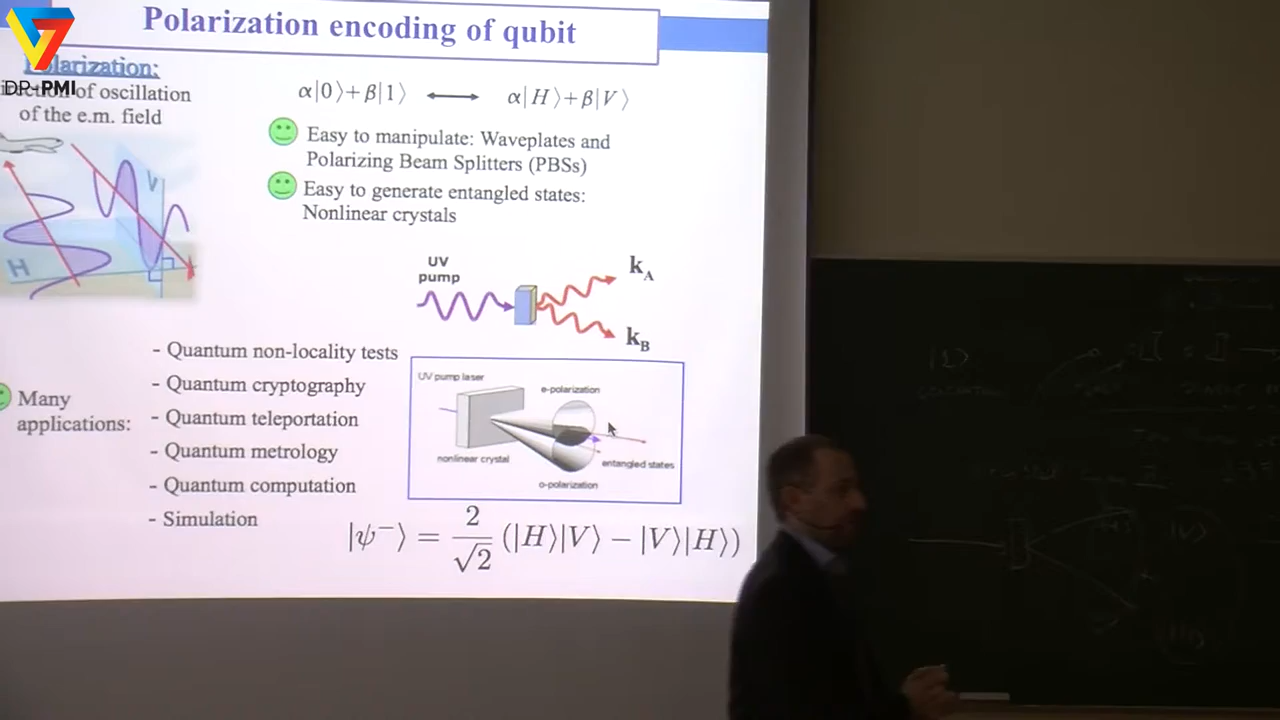 Polarization encoding of qubit
Polarization:
DP-PMI
of oscillation
of the e.m. field
α|0⟩+β|1⟩ ⟷ α|H⟩+β|V⟩
Easy to manipulate: Waveplates and
Polarizing Beam Splitters (PBSs)
Easy to generate entangled states:
Nonlinear crystals
V
H
UV
pump
k_A
k_B
Many
applications:
- Quantum non-locality tests
- Quantum cryptography
- Quantum teleportation
- Quantum metrology
- Quantum computation
- Simulation
UV pump laser
e-polarization
nonlinear crystal
entangled states
o-polarization
|ψ⁻⟩ = 2/√2 (|H⟩|V⟩ − |V⟩|H⟩)
|V⟩